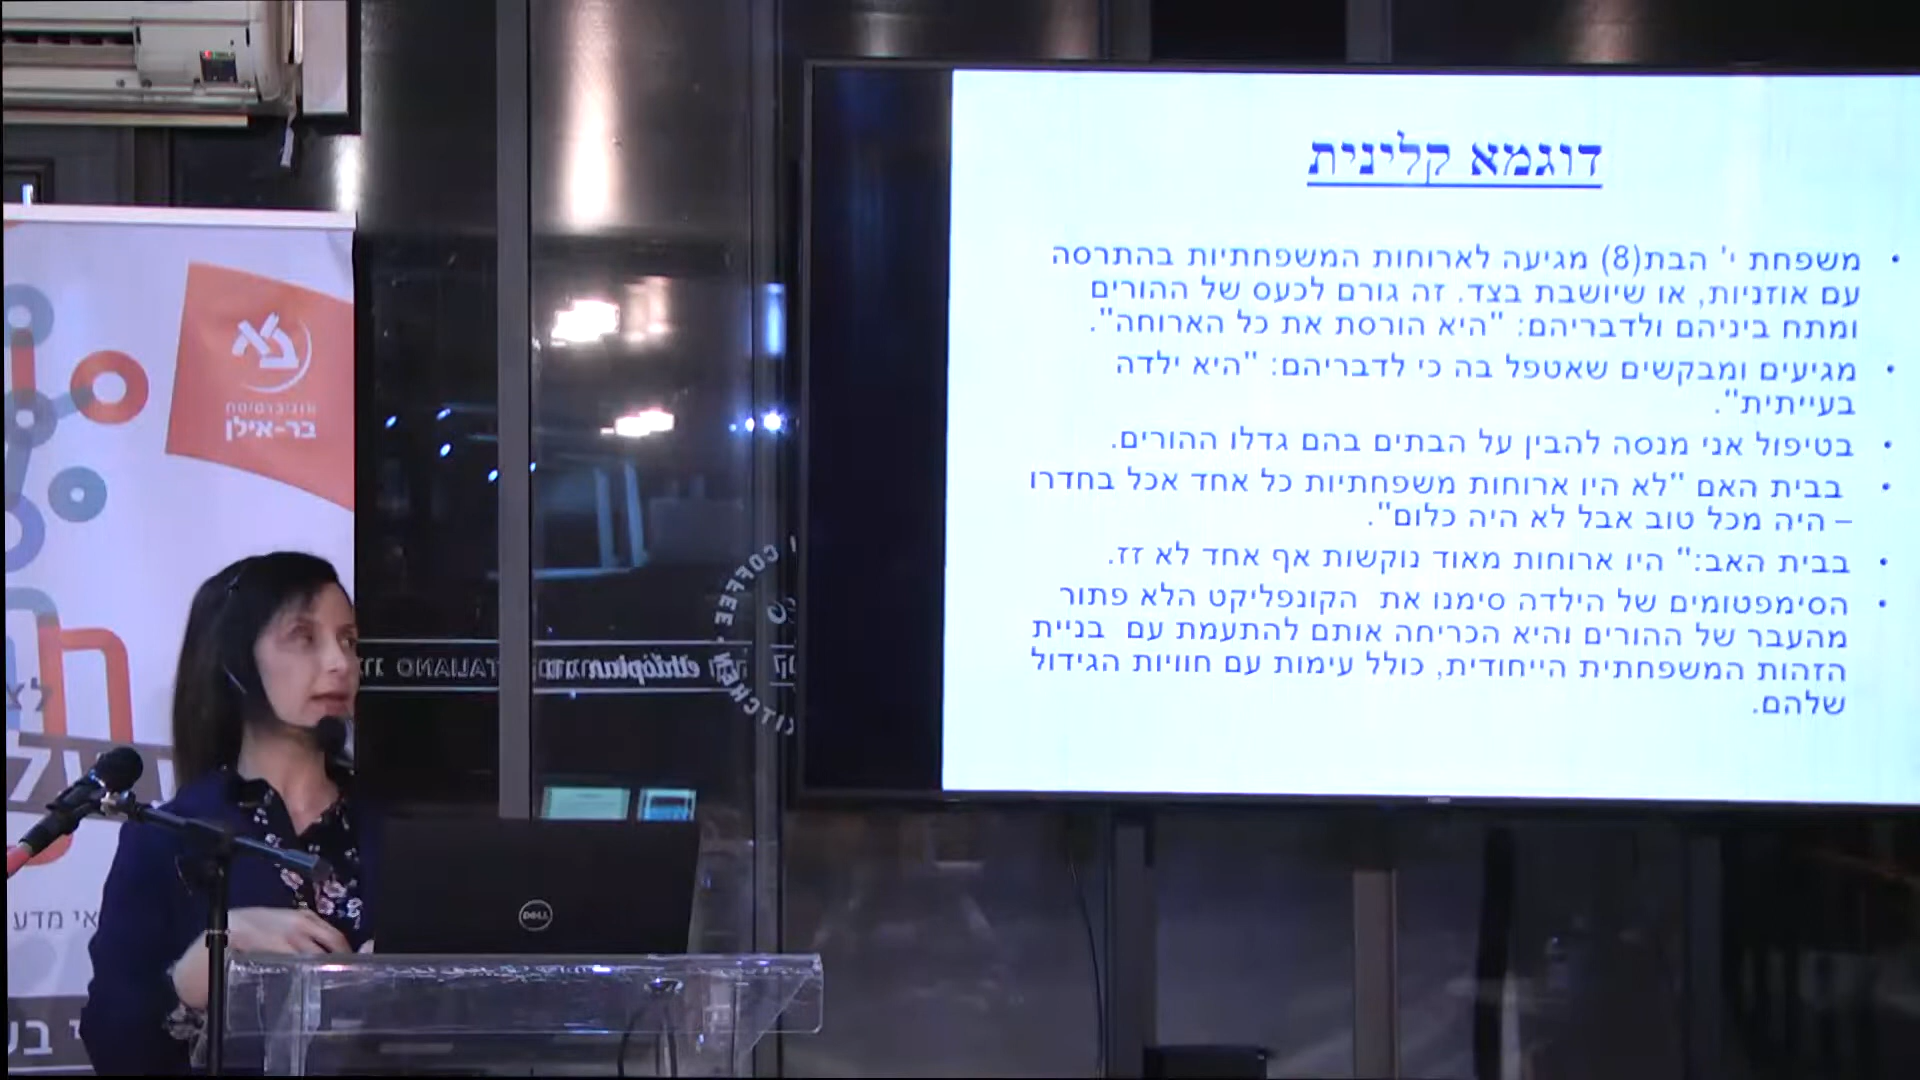 דוגמא קלינית
• משפחת י' הבת(8) מגיעה לארוחות המשפחתיות בהתרסה
עם אוזניות, או שיושבת בצד. זה גורם לכעס של ההורים
ומתח ביניהם ולדבריהם: "היא הורסת את כל הארוחה".
• מגיעים ומבקשים שאטפל בה כי לדבריהם: "היא ילדה
בעייתית".
• בטיפול אני מנסה להבין על הבתים בהם גדלו ההורים.
• בבית האם "לא היו ארוחות משפחתיות כל אחד אכל בחדרו
– היה מכל טוב אבל לא היה כלום".
• בבית האב:" היו ארוחות מאוד נוקשות אף אחד לא זז.
• הסימפטומים של הילדה סימנו את הקונפליקט הלא פתור
מהעבר של ההורים והיא הכריחה אותם להתעמת עם בניית
הזהות המשפחתית הייחודית, כולל עימות עם חוויות הגידול
שלהם.
אוניברסיטת
בר-אילן
COFFEE
ethiopian
ITALIANO
KITCHEN
DELL